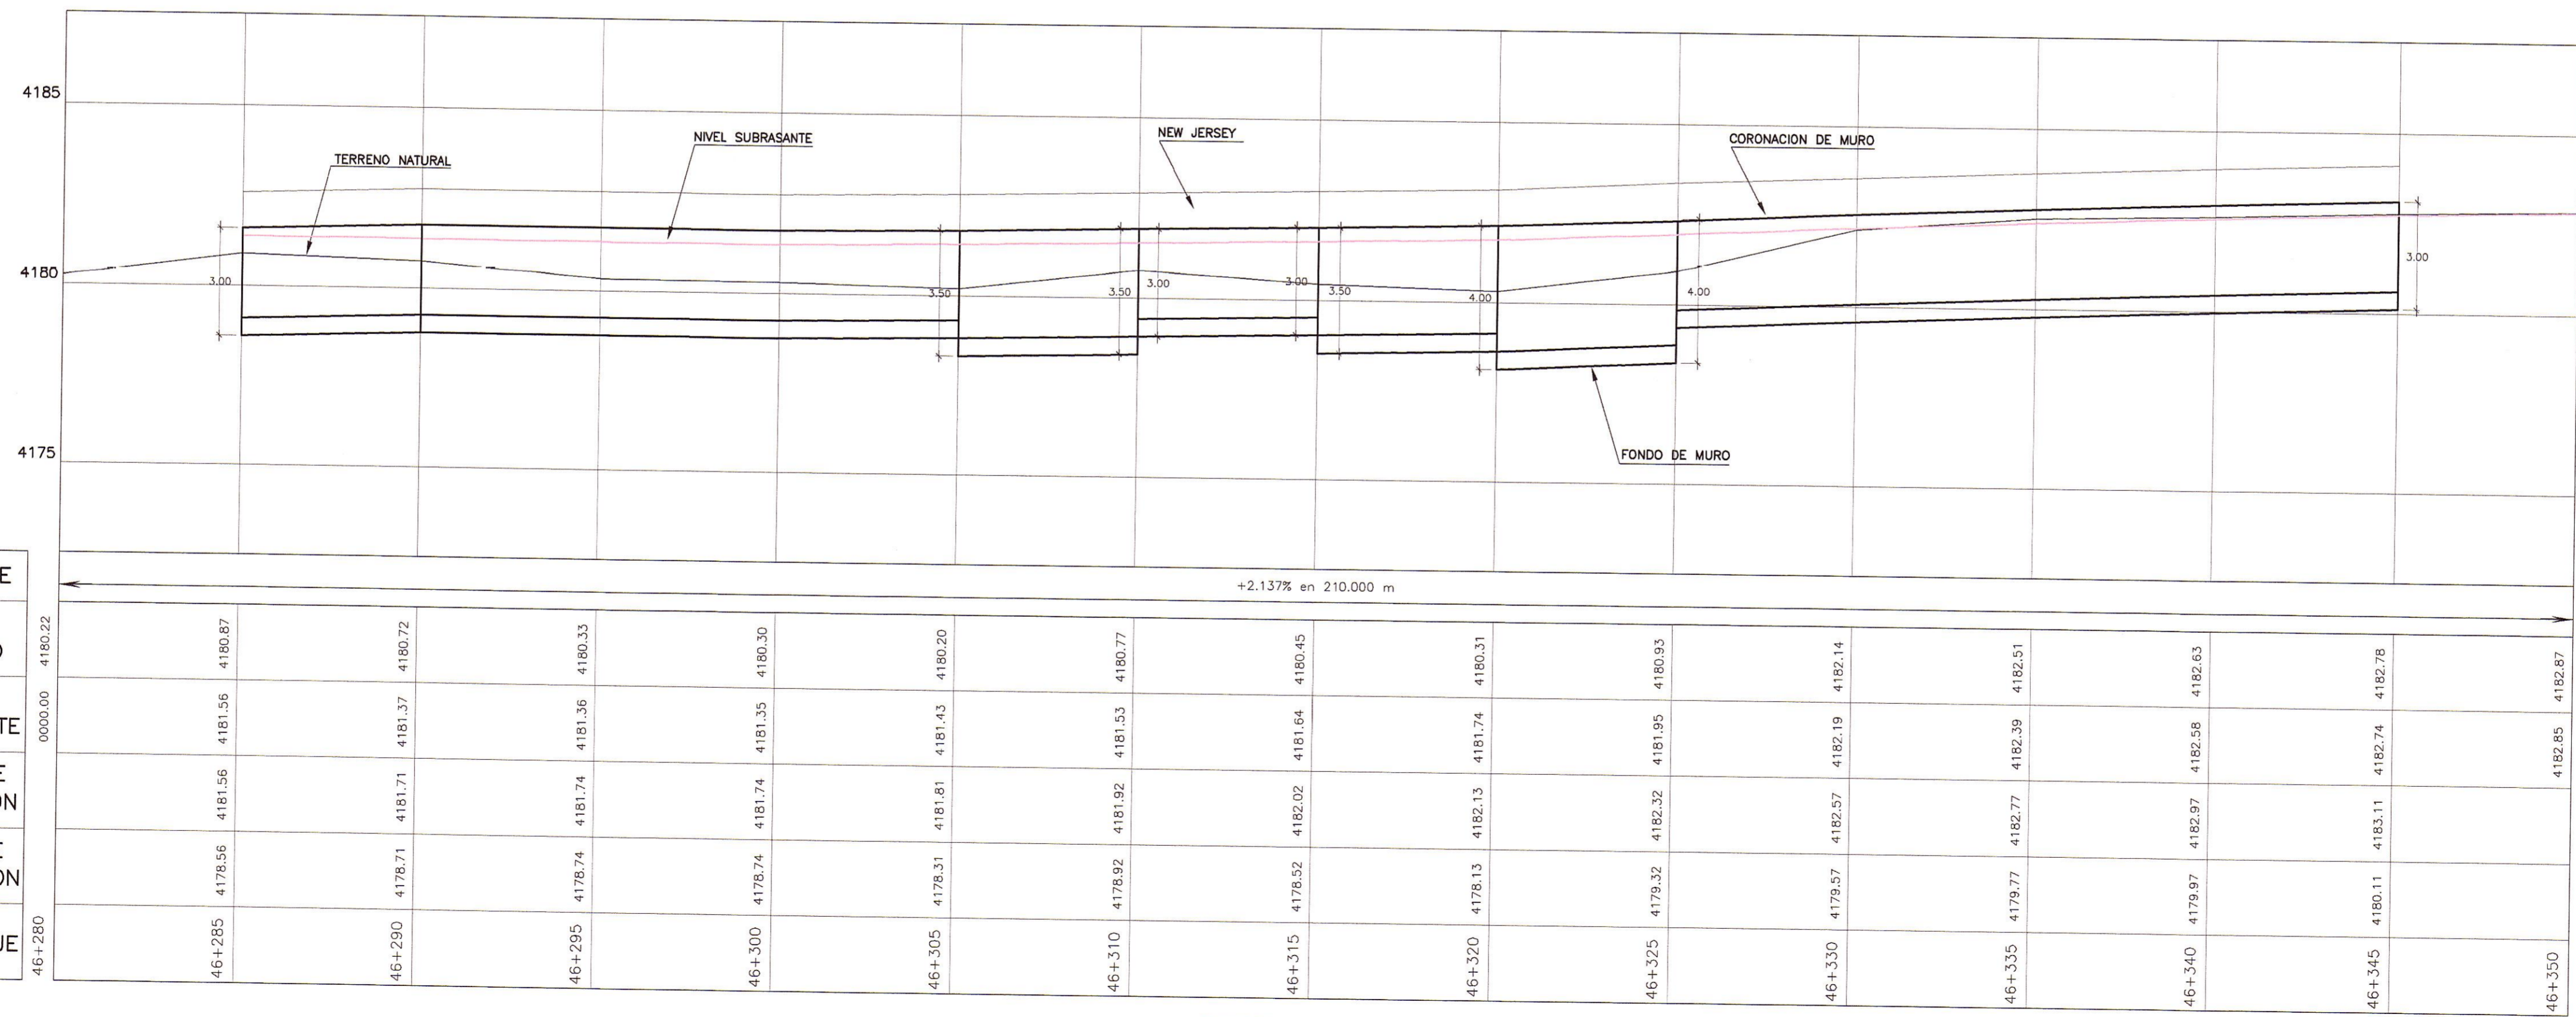 4185
4180
4175
TERRENO NATURAL
NIVEL SUBRASANTE
NEW JERSEY
CORONACION DE MURO
FONDO DE MURO
3.00
3.50
3.50
3.00
3.00
3.50
4.00
4.00
3.00
+2.137% en 210.000 m
E
4180.22 4180.87 4180.72 4180.33 4180.30 4180.20 4180.77 4180.45 4180.31 4180.93 4182.14 4182.51 4182.63 4182.78 4182.87
TE
0000.00 4181.56 4181.37 4181.36 4181.35 4181.43 4181.53 4181.64 4181.74 4181.95 4182.19 4182.39 4182.58 4182.74 4182.85
ON
4181.56 4181.71 4181.74 4181.74 4181.81 4181.92 4182.02 4182.13 4182.32 4182.57 4182.77 4182.97 4183.11
ON
4178.56 4178.71 4178.74 4178.74 4178.31 4178.92 4178.52 4178.13 4179.32 4179.57 4179.77 4179.97 4180.11
JE
46+280 46+285 46+290 46+295 46+300 46+305 46+310 46+315 46+320 46+325 46+330 46+335 46+340 46+345 46+350